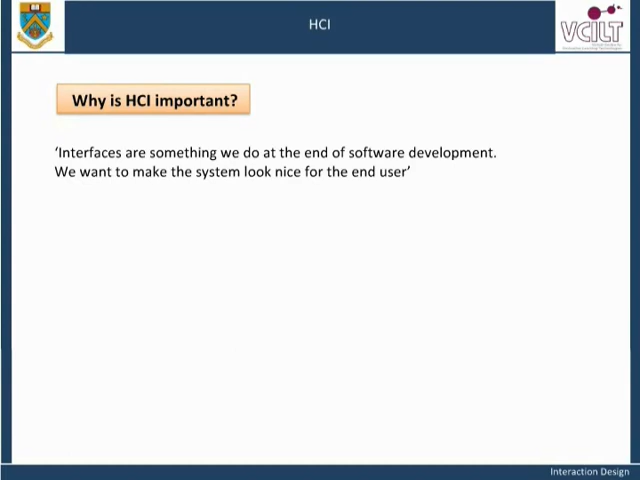 HCI
VCILT
Why is HCI important?
‘Interfaces are something we do at the end of software development.
We want to make the system look nice for the end user’
Interaction Design